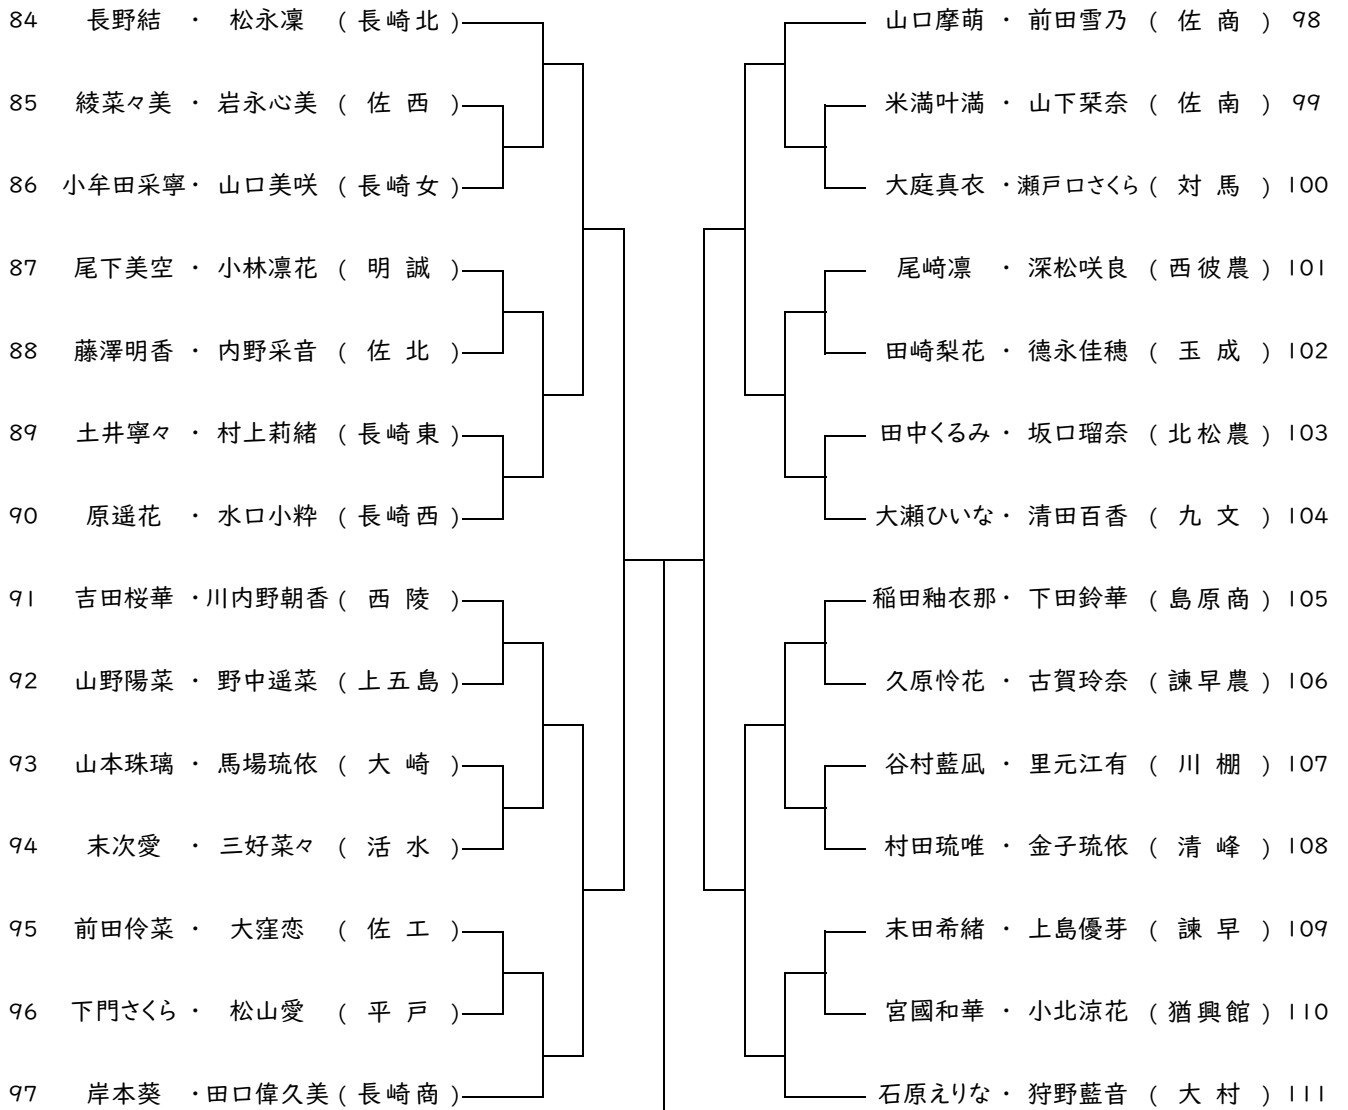 84 長野結 ・ 松永凜 ( 長崎北 ) 山口摩萌 ・ 前田雪乃 ( 佐商 ) 98
85 綾菜々美 ・ 岩永心美 ( 佐西 ) 米満叶満 ・ 山下栞奈 ( 佐南 ) 99
86 小牟田采寧・ 山口美咲 ( 長崎女 ) 大庭真衣 ・瀬戸口さくら ( 対馬 ) 100
87 尾下美空 ・ 小林凛花 ( 明誠 ) 尾﨑凛 ・ 深松咲良 ( 西彼農 ) 101
88 藤澤明香 ・ 内野采音 ( 佐北 ) 田崎梨花 ・ 德永佳穂 ( 玉成 ) 102
89 土井寧々 ・ 村上莉緒 ( 長崎東 ) 田中くるみ ・ 坂口瑠奈 ( 北松農 ) 103
90 原遥花 ・ 水口小粋 ( 長崎西 ) 大瀬ひいな ・ 清田百香 ( 九文 ) 104
91 吉田桜華 ・川内野朝香 ( 西陵 ) 稲田釉衣那・ 下田鈴華 ( 島原商 ) 105
92 山野陽菜 ・ 野中遥菜 ( 上五島 ) 久原怜花 ・ 古賀玲奈 ( 諫早農 ) 106
93 山本珠璃 ・ 馬場琉依 ( 大崎 ) 谷村藍凪 ・ 里元江有 ( 川棚 ) 107
94 末次愛 ・ 三好菜々 ( 活水 ) 村田琉唯 ・ 金子琉依 ( 清峰 ) 108
95 前田伶菜 ・ 大窪恋 ( 佐工 ) 末田希緒 ・ 上島優芽 ( 諫早 ) 109
96 下門さくら ・ 松山愛 ( 平戸 ) 宮國和華 ・ 小北涼花 ( 猶興館 ) 110
97 岸本葵 ・田口偉久美 ( 長崎商 ) 石原えりな ・ 狩野藍音 ( 大村 ) 111